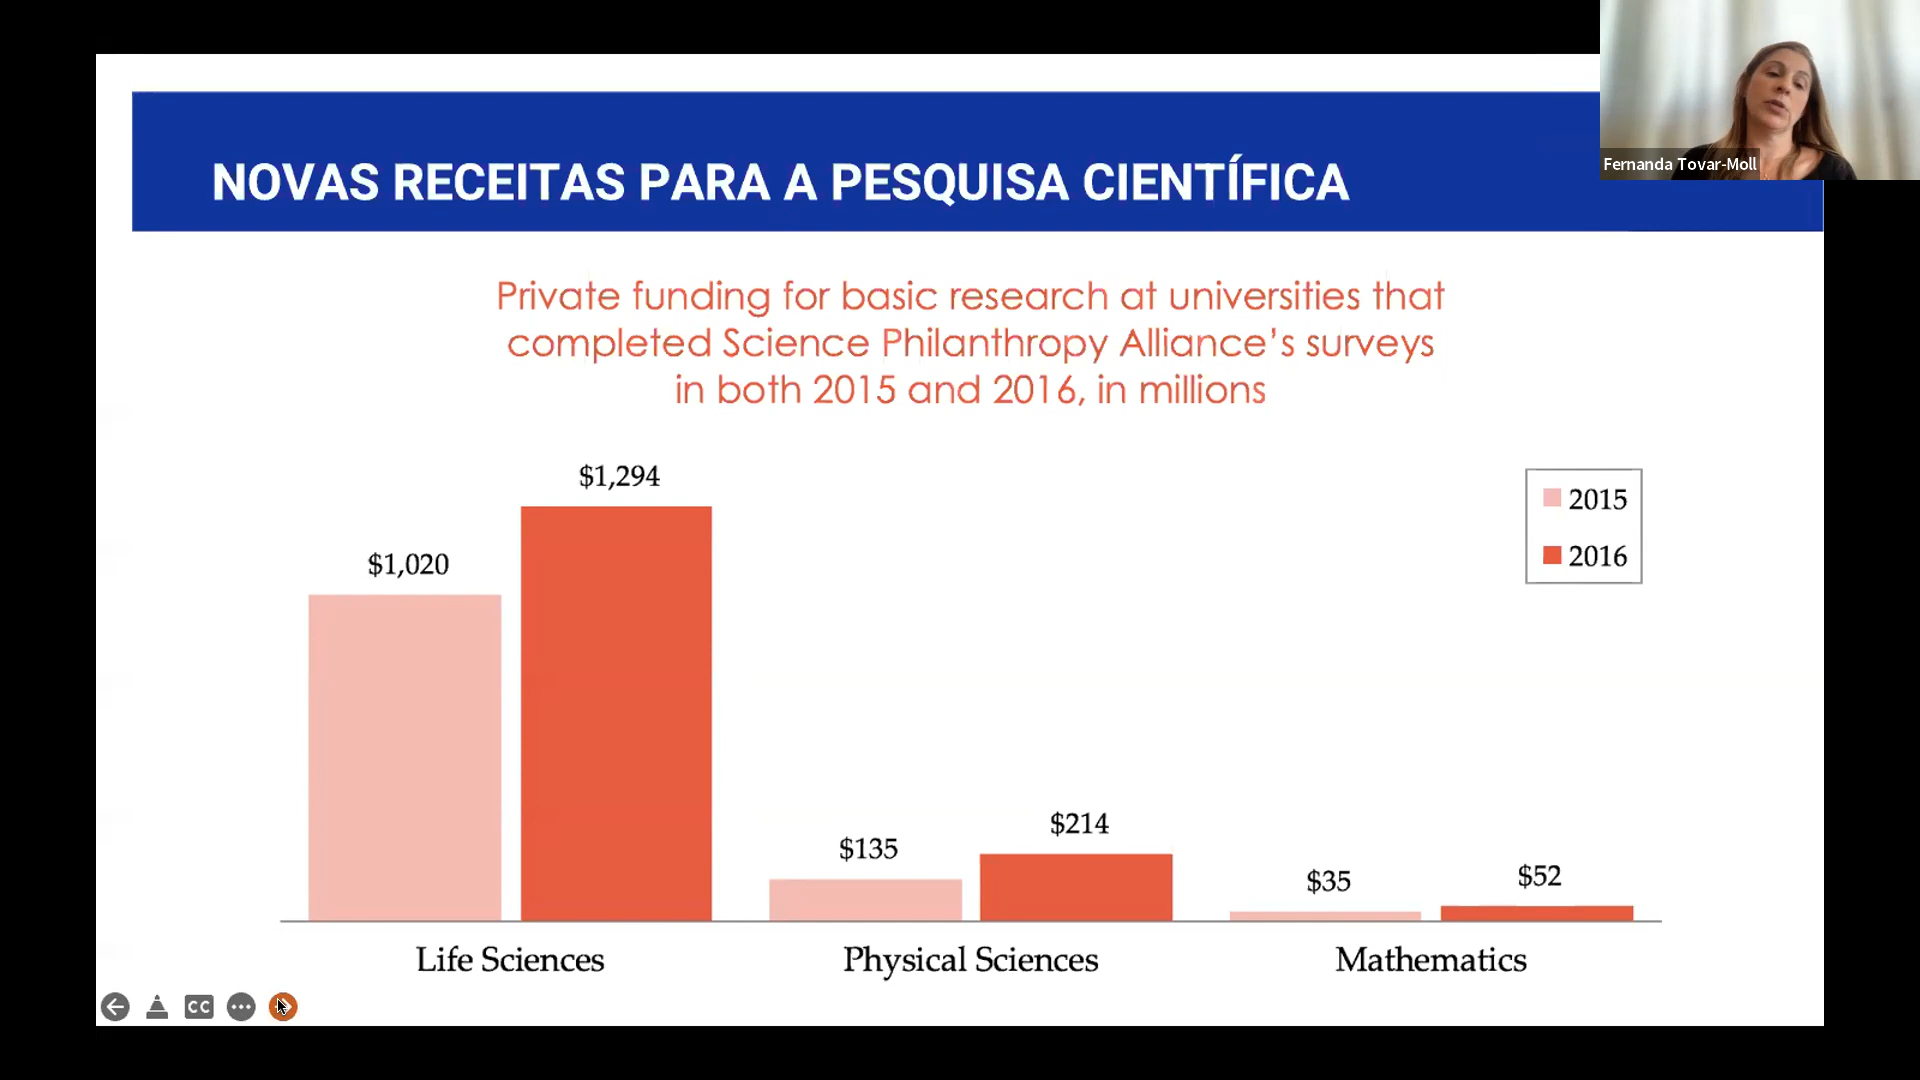 Fernanda Tovar-Moll
NOVAS RECEITAS PARA A PESQUISA CIENTÍFICA
Private funding for basic research at universities that
completed Science Philanthropy Alliance’s surveys
in both 2015 and 2016, in millions
2015
2016
$1,020
$1,294
$135
$214
$35
$52
Life Sciences
Physical Sciences
Mathematics
CC